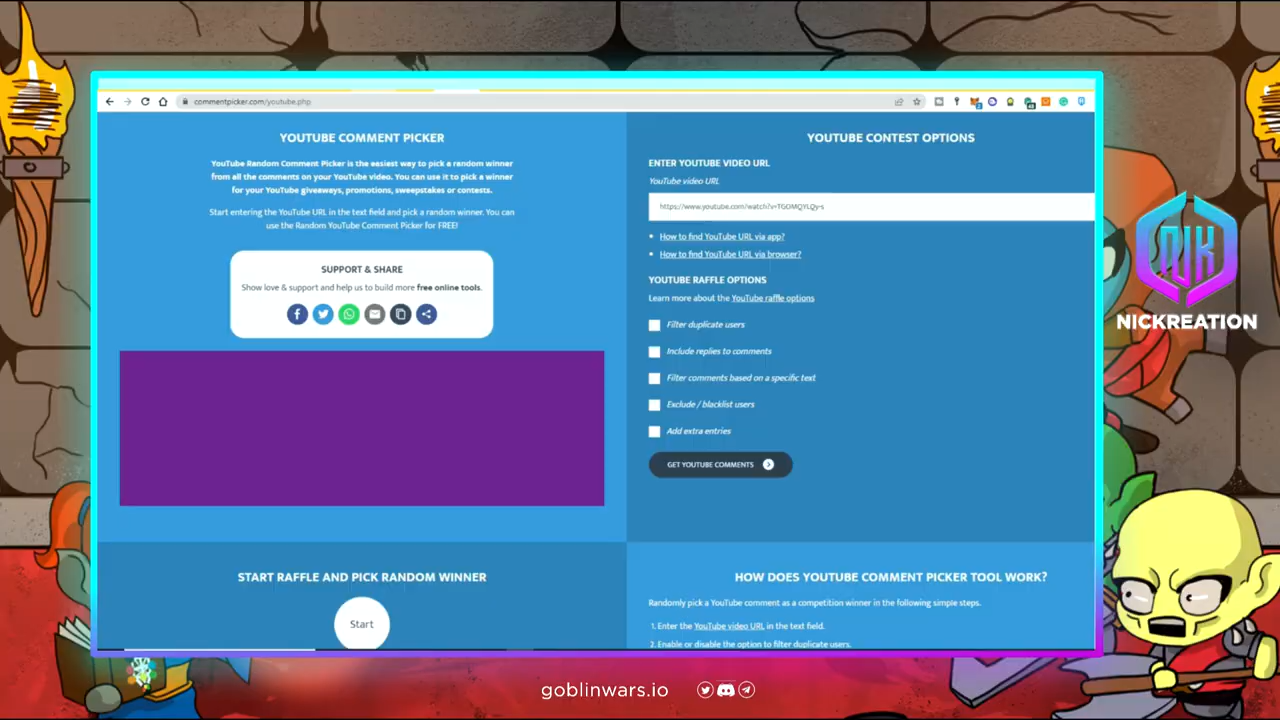 commentpicker.com/youtube.php
YOUTUBE COMMENT PICKER
YouTube Random Comment Picker is the easiest way to pick a random winner
from all the comments on your YouTube video. You can use it to pick a winner
for your YouTube giveaways, promotions, sweepstakes or contests.
Start entering the YouTube URL in the text field and pick a random winner. You can
use the Random YouTube Comment Picker for FREE!
SUPPORT & SHARE
Show love & support and help us to build more free online tools.
START RAFFLE AND PICK RANDOM WINNER
Start
YOUTUBE CONTEST OPTIONS
ENTER YOUTUBE VIDEO URL
YouTube video URL
How to find YouTube URL via app?
How to find YouTube URL via browser?
YOUTUBE RAFFLE OPTIONS
Learn more about the YouTube raffle options
Filter duplicate users
Include replies to comments
Filter comments based on a specific text
Exclude / blacklist users
Add extra entries
GET YOUTUBE COMMENTS
HOW DOES YOUTUBE COMMENT PICKER TOOL WORK?
Randomly pick a YouTube comment as a competition winner in the following simple steps.
1. Enter the YouTube video URL in the text field.
2. Enable or disable the option to filter duplicate users.
NIK
NICKREATION
goblinwars.io